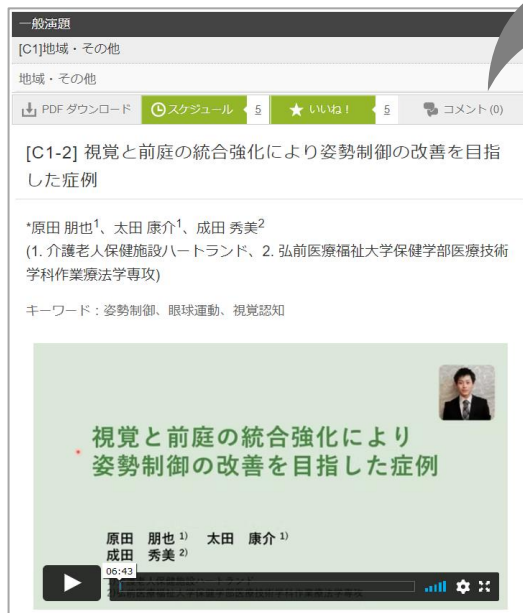 一般演題
[C1]地域・その他
地域・その他
PDF ダウンロード スケジュール 5 いいね！ 5 コメント(0)
[C1-2] 視覚と前庭の統合強化により姿勢制御の改善を目指
した症例
*原田 朋也1、太田 康介1、成田 秀美2
(1. 介護老人保健施設ハートランド、2. 弘前医療福祉大学保健学部医療技術
学科作業療法学専攻)
キーワード：姿勢制御、眼球運動、視覚認知
視覚と前庭の統合強化により
姿勢制御の改善を目指した症例
原田 朋也 1) 太田 康介 1)
成田 秀美 2)
06:43